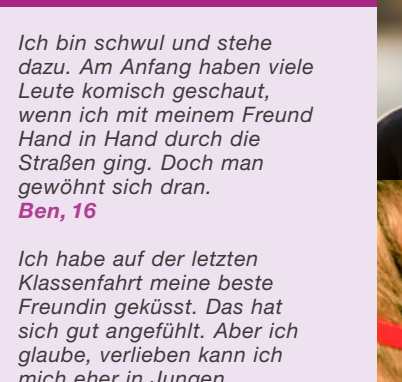 Ich bin schwul und stehe
dazu. Am Anfang haben viele
Leute komisch geschaut,
wenn ich mit meinem Freund
Hand in Hand durch die
Straßen ging. Doch man
gewöhnt sich dran.
Ben, 16
Ich habe auf der letzten
Klassenfahrt meine beste
Freundin geküsst. Das hat
sich gut angefühlt. Aber ich
glaube, verlieben kann ich
mich eher in Jungen